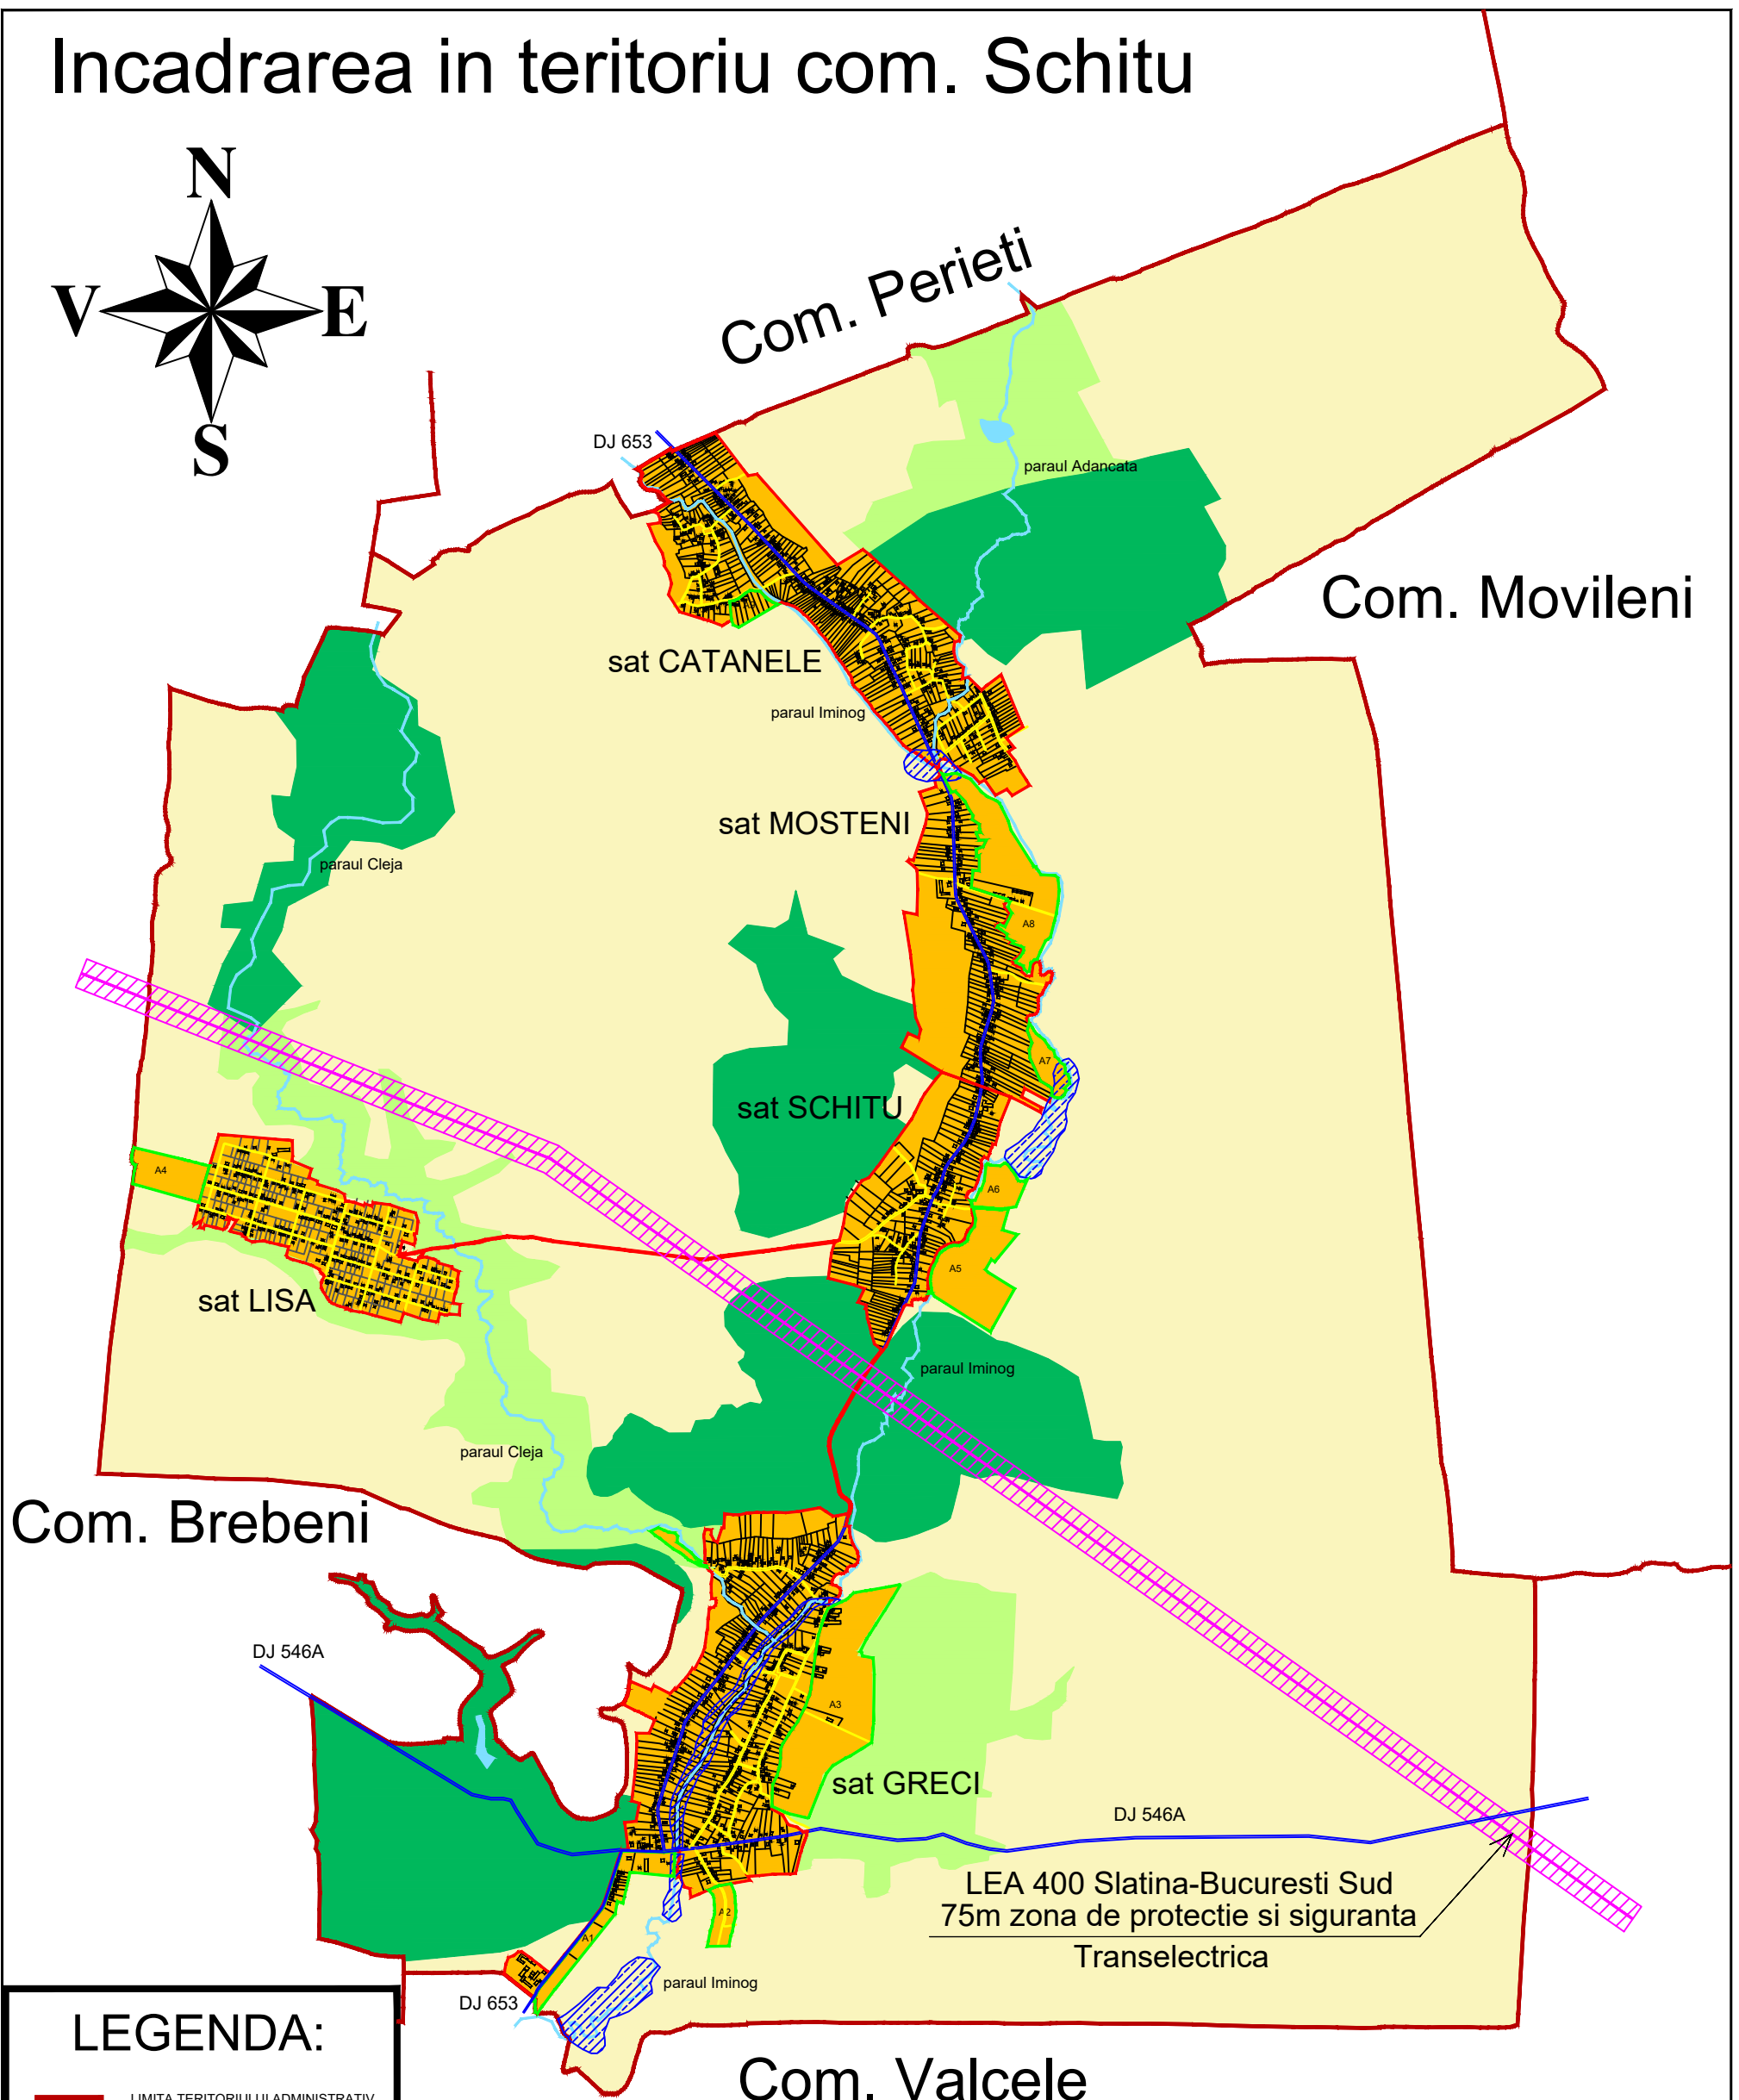 Incadrarea in teritoriu com. Schitu
N
V
E
S
Com. Perieti
DJ 653
paraul Adancata
Com. Movileni
sat CATANELE
paraul Iminog
sat MOSTENI
paraul Cleja
A8
A7
sat SCHITU
A4
A6
A5
sat LISA
paraul Iminog
paraul Cleja
Com. Brebeni
DJ 546A
A3
sat GRECI
DJ 546A
LEA 400 Slatina-Bucuresti Sud
75m zona de protectie si siguranta
Transelectrica
A2
A1
paraul Iminog
DJ 653
LEGENDA:
Com. Valcele
LIMITA TERITORIULUI ADMINISTRATIV